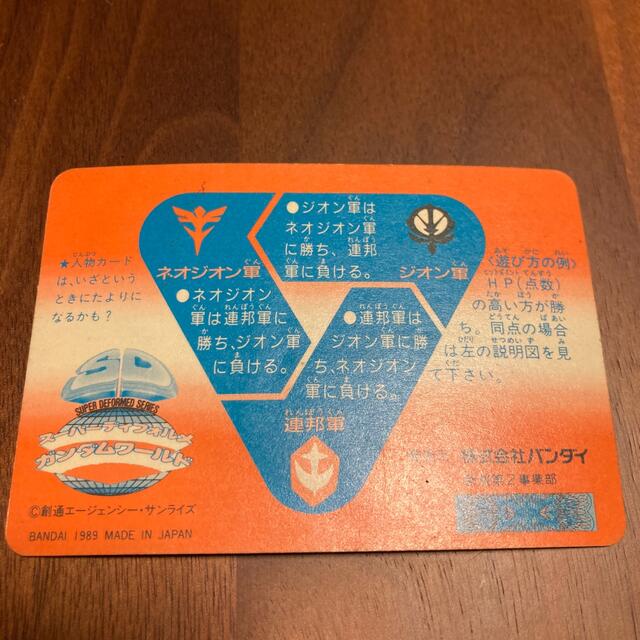 ●ジオン軍は
ネオジオン軍
に勝ち、連邦
軍に負ける。
ネオジオン軍
ジオン軍
●ネオジオン
軍は連邦軍に
勝ち、ジオン軍
に負ける。
●連邦軍は
ジオン軍に勝
ち、ネオジオン
軍に負ける。
連邦軍
★人物カード
は、いざという
ときにたよりに
なるかも?
〈遊び方の例〉
HP(点数)
の高い方が勝
ち。同点の場合
は左の説明図を見
て下さい。
SD
SUPER DEFORMED SERIES
スーパーディフォルメ
ガンダムワールド
©創通エージェンシー・サンライズ
BANDAI 1989 MADE IN JAPAN
株式会社バンダイ